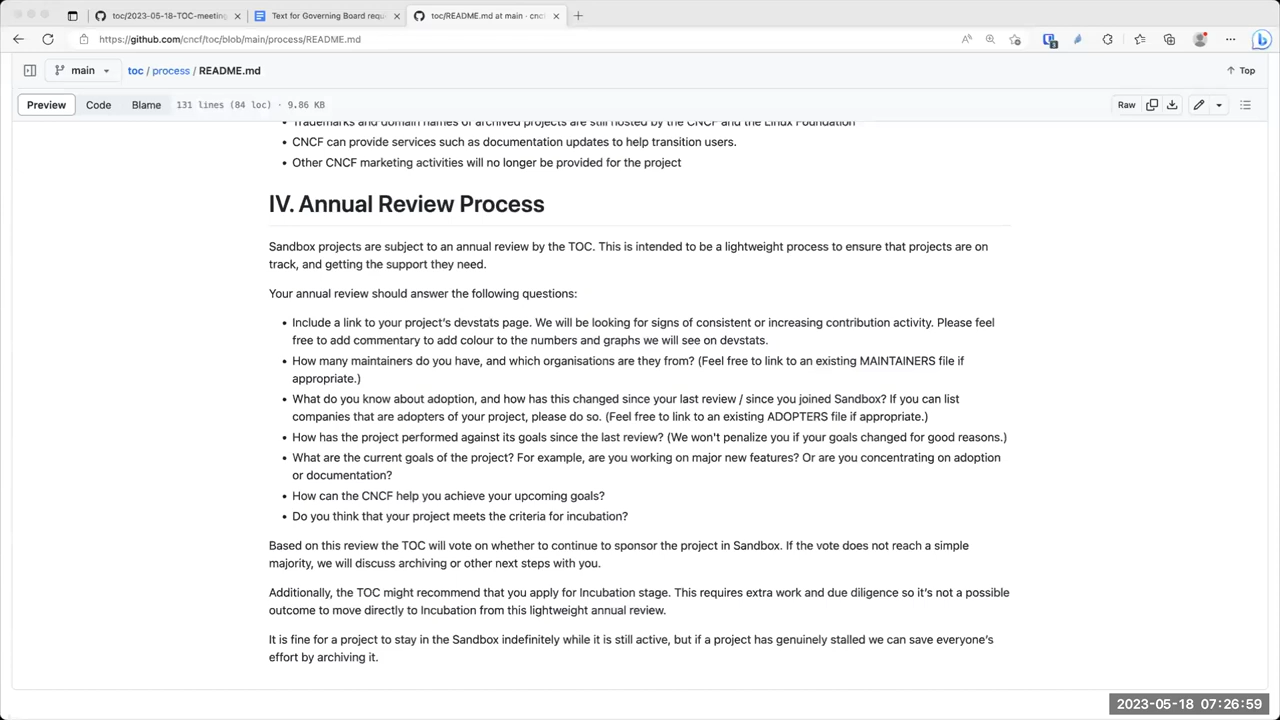 toc/2023-05-18-TOC-meeting
Text for Governing Board requi
toc/README.md at main · cncf
https://github.com/cncf/toc/blob/main/process/README.md
main
toc / process / README.md
Top
Preview
Code
Blame
131 lines (84 loc) · 9.86 KB
Raw
• Trademarks and domain names of archived projects are still hosted by the CNCF and the Linux Foundation
• CNCF can provide services such as documentation updates to help transition users.
• Other CNCF marketing activities will no longer be provided for the project
IV. Annual Review Process
Sandbox projects are subject to an annual review by the TOC. This is intended to be a lightweight process to ensure that projects are on
track, and getting the support they need.
Your annual review should answer the following questions:
• Include a link to your project's devstats page. We will be looking for signs of consistent or increasing contribution activity. Please feel
free to add commentary to add colour to the numbers and graphs we will see on devstats.
• How many maintainers do you have, and which organisations are they from? (Feel free to link to an existing MAINTAINERS file if
appropriate.)
• What do you know about adoption, and how has this changed since your last review / since you joined Sandbox? If you can list
companies that are adopters of your project, please do so. (Feel free to link to an existing ADOPTERS file if appropriate.)
• How has the project performed against its goals since the last review? (We won't penalize you if your goals changed for good reasons.)
• What are the current goals of the project? For example, are you working on major new features? Or are you concentrating on adoption
or documentation?
• How can the CNCF help you achieve your upcoming goals?
• Do you think that your project meets the criteria for incubation?
Based on this review the TOC will vote on whether to continue to sponsor the project in Sandbox. If the vote does not reach a simple
majority, we will discuss archiving or other next steps with you.
Additionally, the TOC might recommend that you apply for Incubation stage. This requires extra work and due diligence so it's not a possible
outcome to move directly to Incubation from this lightweight annual review.
It is fine for a project to stay in the Sandbox indefinitely while it is still active, but if a project has genuinely stalled we can save everyone's
effort by archiving it.
2023-05-18 07:26:59